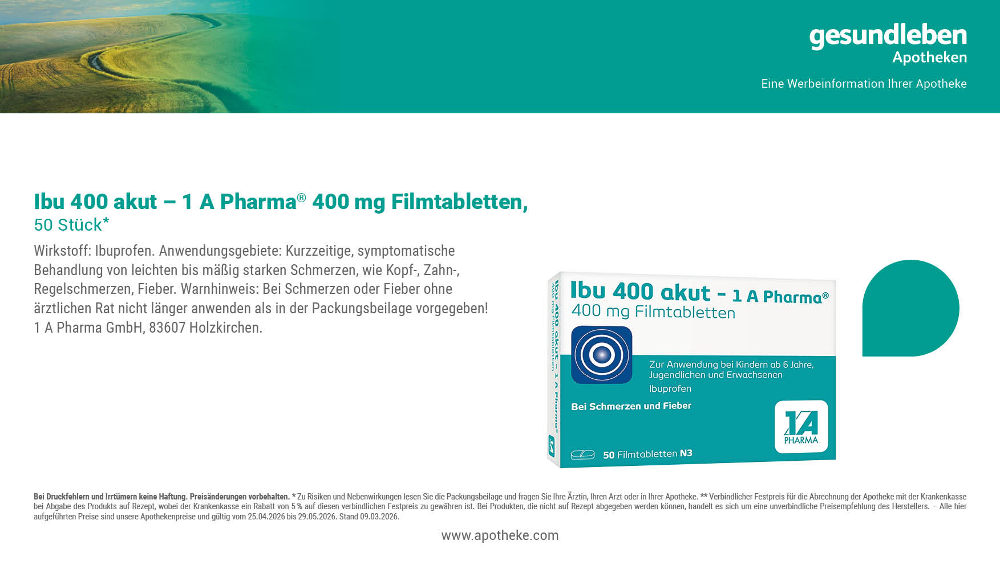 gesundleben
Apotheken
Eine Werbeinformation Ihrer Apotheke
Ibu 400 akut – 1 A Pharma® 400 mg Filmtabletten,
50 Stück*
Wirkstoff: Ibuprofen. Anwendungsgebiete: Kurzzeitige, symptomatische
Behandlung von leichten bis mäßig starken Schmerzen, wie Kopf-, Zahn-,
Regelschmerzen, Fieber. Warnhinweis: Bei Schmerzen oder Fieber ohne
ärztlichen Rat nicht länger anwenden als in der Packungsbeilage vorgegeben!
1 A Pharma GmbH, 83607 Holzkirchen.
Ibu 400 akut - 1 A Pharma®
400 mg Filmtabletten
Ibu 400 akut - 1 A Pharma®
400 mg Filmtabletten
Zur Anwendung bei Kindern ab 6 Jahre,
Jugendlichen und Erwachsenen
Ibuprofen
Bei Schmerzen und Fieber
1A
PHARMA
1A
50 Filmtabletten N3
Bei Druckfehlern und Irrtümern keine Haftung. Preisänderungen vorbehalten. * Zu Risiken und Nebenwirkungen lesen Sie die Packungsbeilage und fragen Sie Ihre Ärztin, Ihren Arzt oder in Ihrer Apotheke. ** Verbindlicher Festpreis für die Abrechnung der Apotheke mit der Krankenkasse
bei Abgabe des Produkts auf Rezept, wobei der Krankenkasse ein Rabatt von 5 % auf diesen verbindlichen Festpreis zu gewähren ist. Bei Produkten, die nicht auf Rezept abgegeben werden können, handelt es sich um eine unverbindliche Preisempfehlung des Herstellers. – Alle hier
aufgeführten Preise sind unsere Apothekenpreise und gültig vom 25.04.2026 bis 29.05.2026. Stand 09.03.2026.
www.apotheke.com